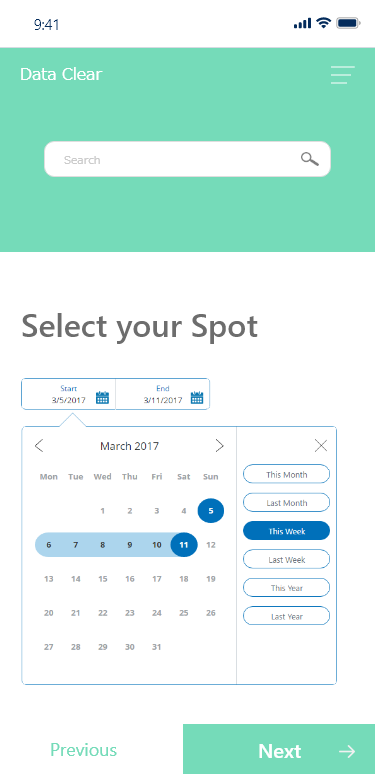 9:41
Data Clear
Search
Select your Spot
Start End
3/5/2017 3/11/2017
March 2017
Mon Tue Wed Thu Fri Sat Sun
1 2 3 4 5
6 7 8 9 10 11 12
13 14 15 16 17 18 19
20 21 22 23 24 25 26
27 28 29 30 31
This Month
Last Month
This Week
Last Week
This Year
Last Year
Previous Next